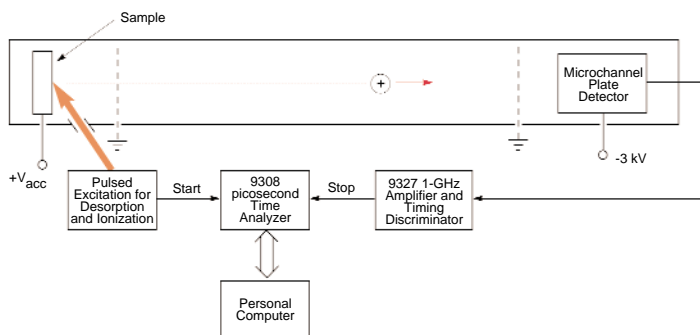 Sample
+
Microchannel
Plate
Detector
+Vacc
-3 kV
Pulsed
Excitation for
Desorption
and Ionization
Start
9308
picosecond
Time
Analyzer
Stop
9327 1-GHz
Amplifier and
Timing
Discriminator
Personal
Computer